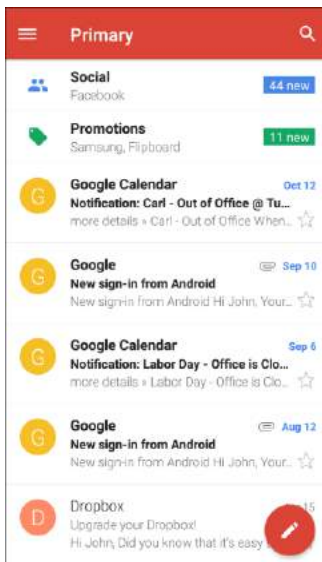 Primary
Social
44 new
Facebook
Promotions
11 new
Samsung, Flipboard
G
Google Calendar
Oct 12
Notification: Carl - Out of Office @ Tu...
more details » Carl - Out of Office When...
G
Google
Sep 10
New sign-in from Android
New sign-in from Android Hi John, Your...
G
Google Calendar
Sep 6
Notification: Labor Day - Office is Clo...
more details » Labor Day - Office is Clo...
G
Google
Aug 12
New sign-in from Android
New sign-in from Android Hi John, Your...
D
Dropbox
15
Upgrade your Dropbox!
Hi John, Did you know that it's easy